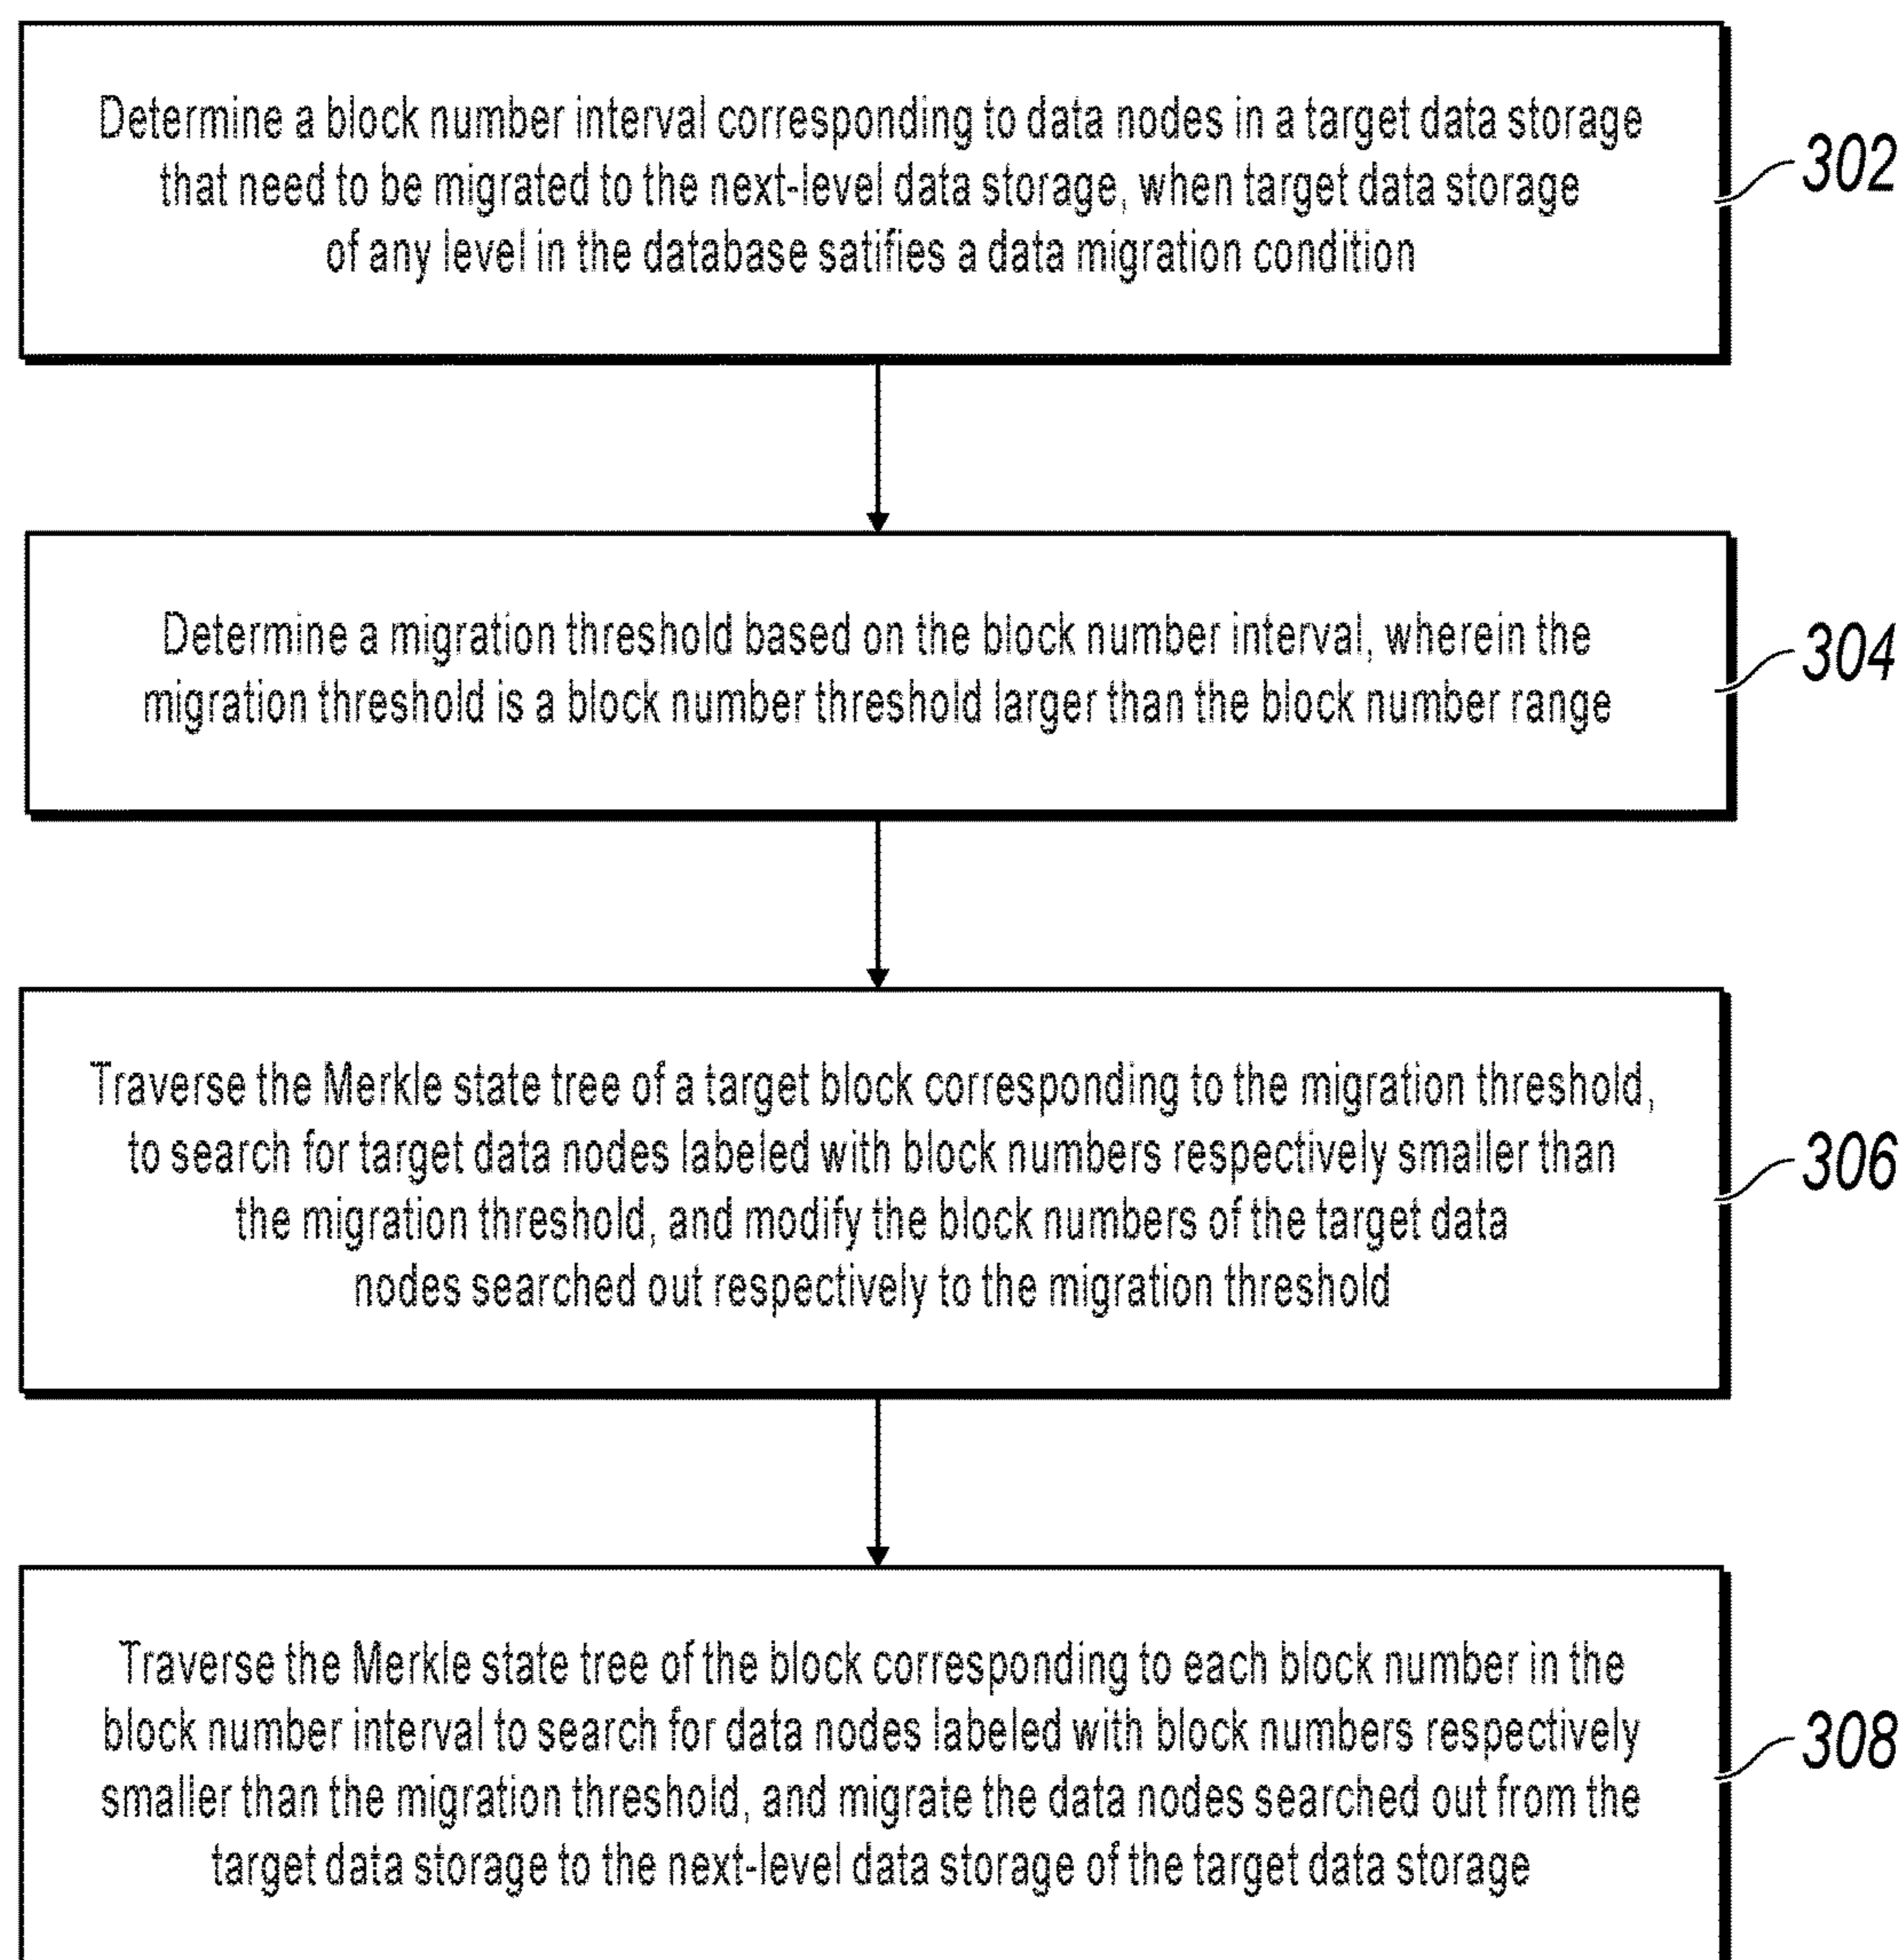 Determine a block number interval corresponding to data nodes in a target data storage
that need to be migrated to the next-level data storage, when target data storage
of any level in the database satifies a data migration condition
302
Determine a migration threshold based on the block number interval, wherein the
migration threshold is a block number threshold larger than the block number range
304
Traverse the Merkle state tree of a target block corresponding to the migration threshold,
to search for target data nodes labeled with block numbers respectively smaller than
the migration threshold, and modify the block numbers of the target data
nodes searched out respectively to the migration threshold
306
Traverse the Merkle state tree of the block corresponding to each block number in the
block number interval to search for data nodes labeled with block numbers respectively
smaller than the migration threshold, and migrate the data nodes searched out from the
target data storage to the next-level data storage of the target data storage
308